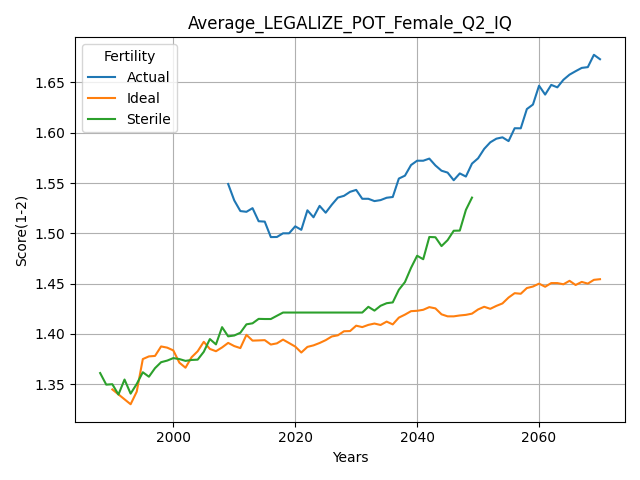 Average_LEGALIZE_POT_Female_Q2_IQ
Fertility
Actual
Ideal
Sterile
Score(1-2)
1.65
1.60
1.55
1.50
1.45
1.40
1.35
2000 2020 2040 2060
Years